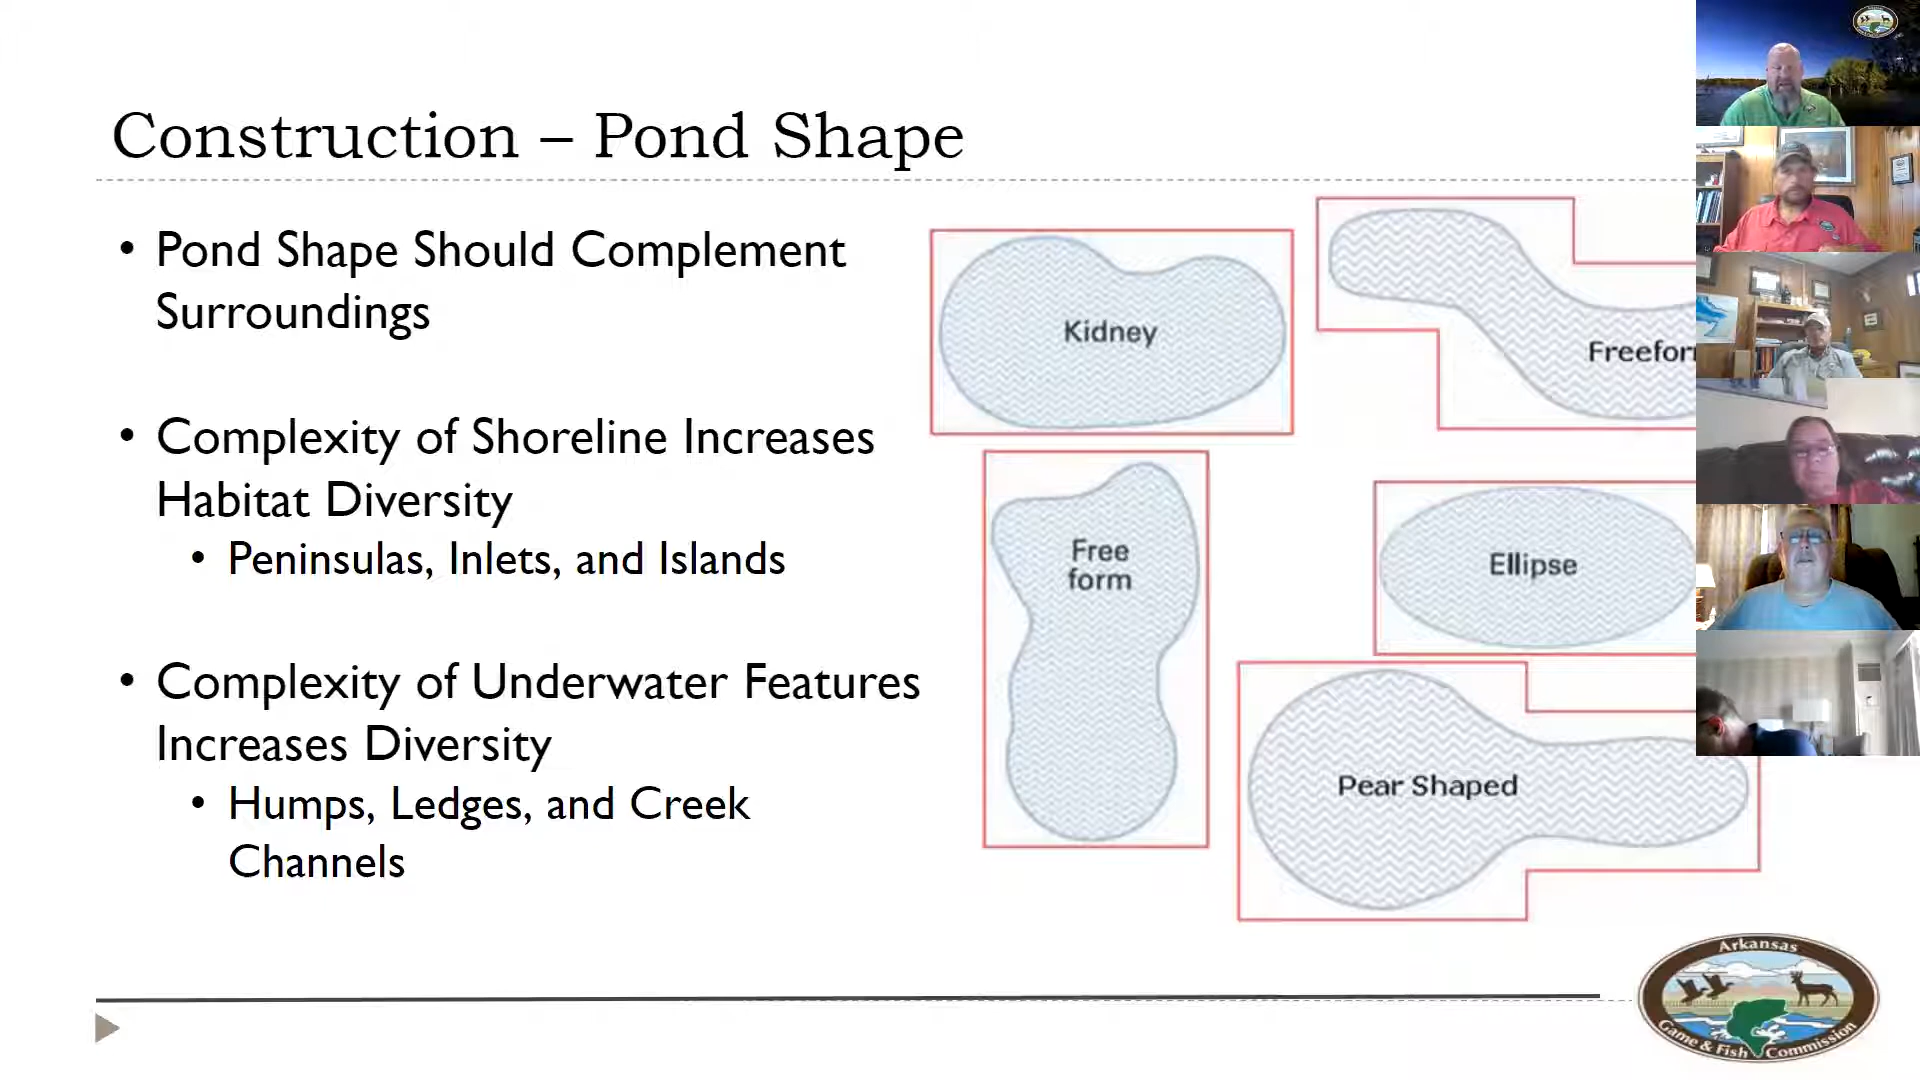 Construction – Pond Shape
• Pond Shape Should Complement
Surroundings
• Complexity of Shoreline Increases
Habitat Diversity
• Peninsulas, Inlets, and Islands
• Complexity of Underwater Features
Increases Diversity
• Humps, Ledges, and Creek
Channels
Kidney
Freefor
Free
form
Ellipse
Pear Shaped
Arkansas
Game & Fish Commission